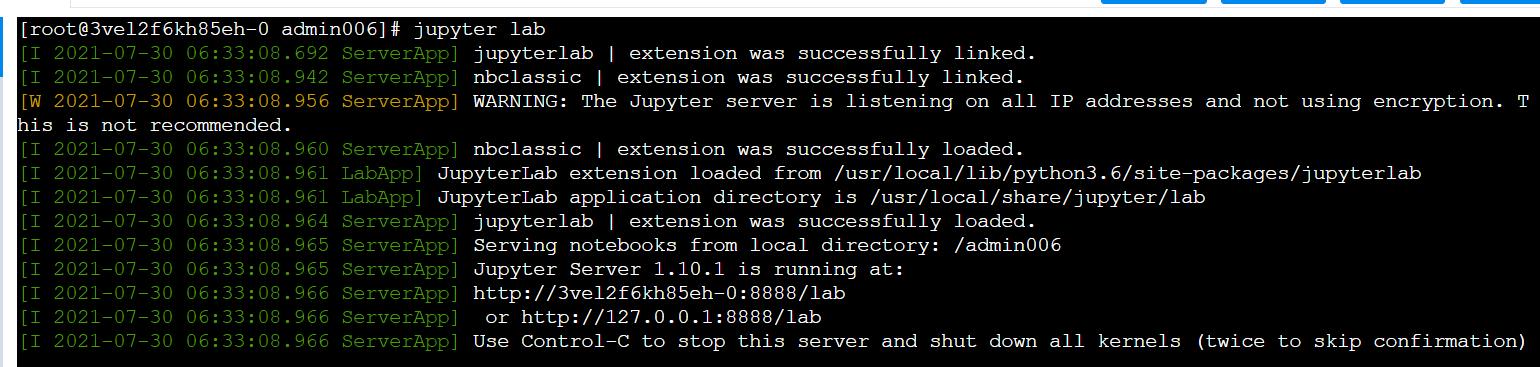 [root@3vel2f6kh85eh-0 admin006]# jupyter lab
[I 2021-07-30 06:33:08.692 ServerApp] jupyterlab | extension was successfully linked.
[I 2021-07-30 06:33:08.942 ServerApp] nbclassic | extension was successfully linked.
[W 2021-07-30 06:33:08.956 ServerApp] WARNING: The Jupyter server is listening on all IP addresses and not using encryption. T
his is not recommended.
[I 2021-07-30 06:33:08.960 ServerApp] nbclassic | extension was successfully loaded.
[I 2021-07-30 06:33:08.961 LabApp] JupyterLab extension loaded from /usr/local/lib/python3.6/site-packages/jupyterlab
[I 2021-07-30 06:33:08.961 LabApp] JupyterLab application directory is /usr/local/share/jupyter/lab
[I 2021-07-30 06:33:08.964 ServerApp] jupyterlab | extension was successfully loaded.
[I 2021-07-30 06:33:08.965 ServerApp] Serving notebooks from local directory: /admin006
[I 2021-07-30 06:33:08.965 ServerApp] Jupyter Server 1.10.1 is running at:
[I 2021-07-30 06:33:08.966 ServerApp] http://3vel2f6kh85eh-0:8888/lab
[I 2021-07-30 06:33:08.966 ServerApp]  or http://127.0.0.1:8888/lab
[I 2021-07-30 06:33:08.966 ServerApp] Use Control-C to stop this server and shut down all kernels (twice to skip confirmation)